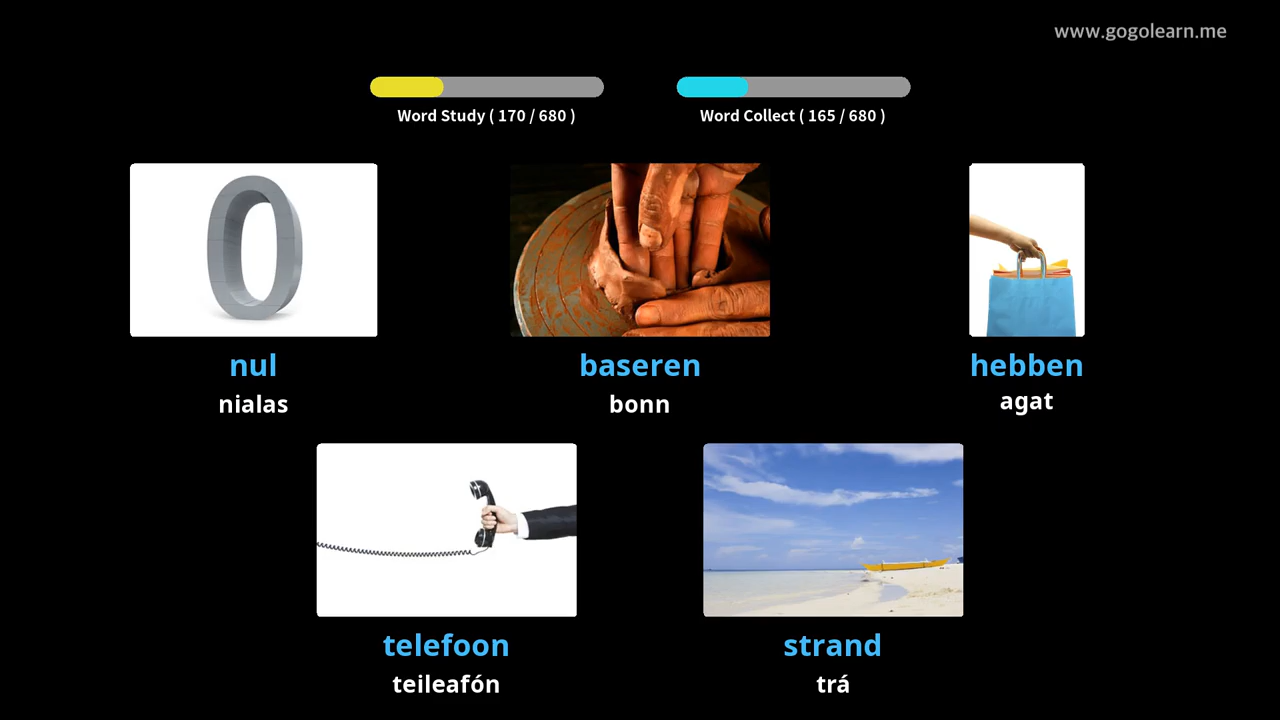 www.gogolearn.me
Word Study ( 170 / 680 )
Word Collect ( 165 / 680 )
nul
nialas
baseren
bonn
hebben
agat
telefoon
teileafón
strand
trá